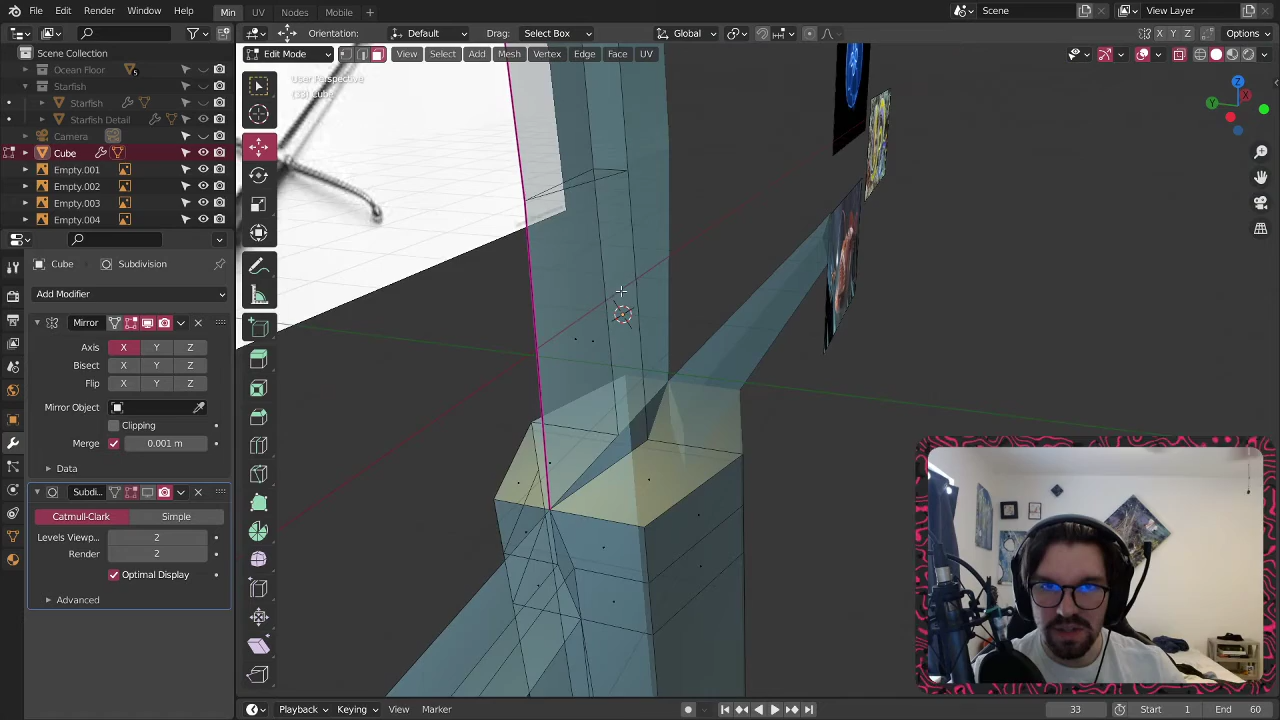 File Edit Render Window Help Min UV Nodes Mobile Scene View Layer
Orientation: Default Drag: Select Box Global X Y Z Options
Scene Collection
Ocean Floor 5
Starfish
Starfish
Starfish Detail
Camera
Cube
Empty.001
Empty.002
Empty.003
Empty.004
Edit Mode View Select Add Mesh Vertex Edge Face UV
User Perspective
(33) Cube
Z
Y
X
Cube Subdivision
Add Modifier
Mirror
Axis X Y Z
Bisect X Y Z
Flip X Y Z
Mirror Object
Clipping
Merge 0.001 m
Data
Subdi...
Catmull-Clark Simple
Levels Viewp... 2
Render 2
Optimal Display
Advanced
Playback Keying View Marker 33 Start 1 End 60